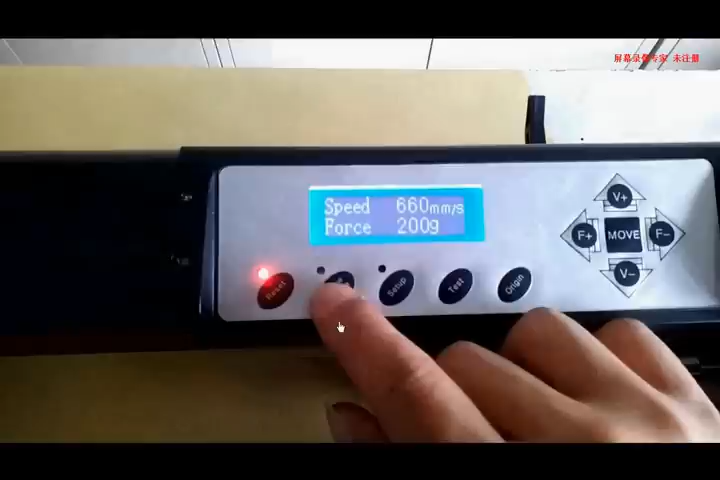 屏幕录像专家 未注册
Speed 660mm/s
Force 200g
V+
F+ MOVE F-
V-
Reset Setup Test Origin